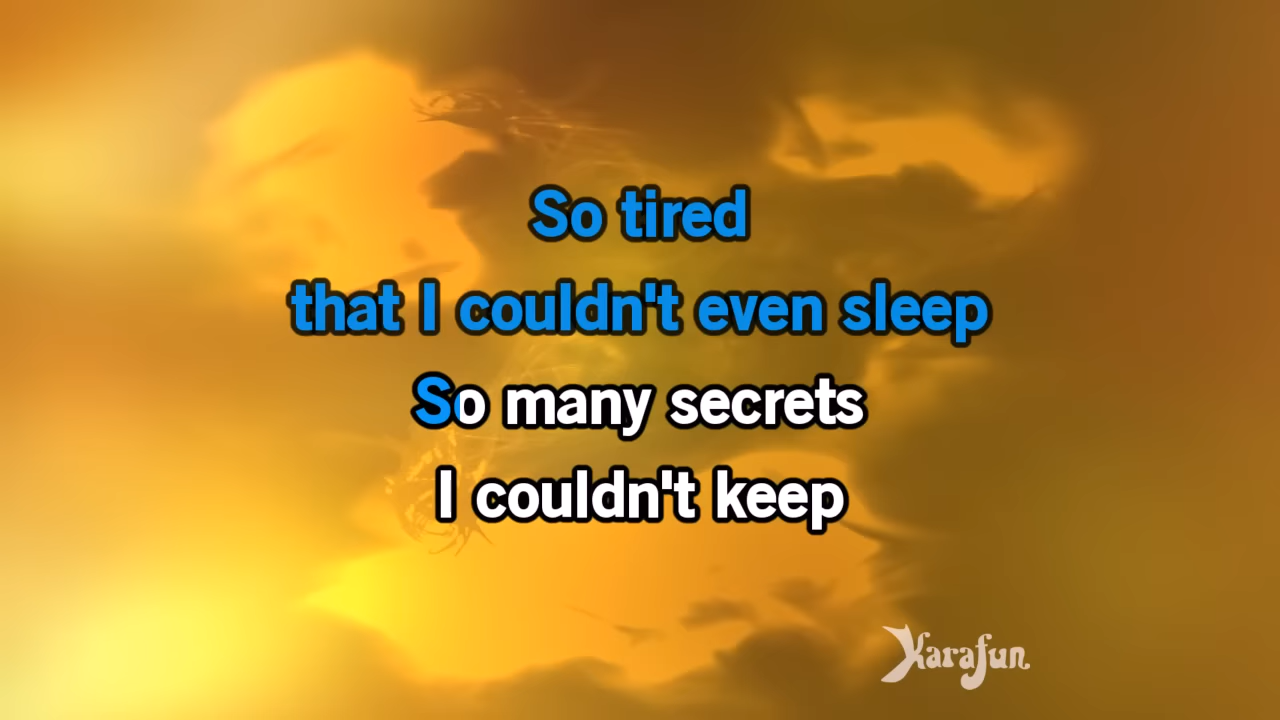 So tired
that I couldn't even sleep
So many secrets
I couldn't keep
Karafun